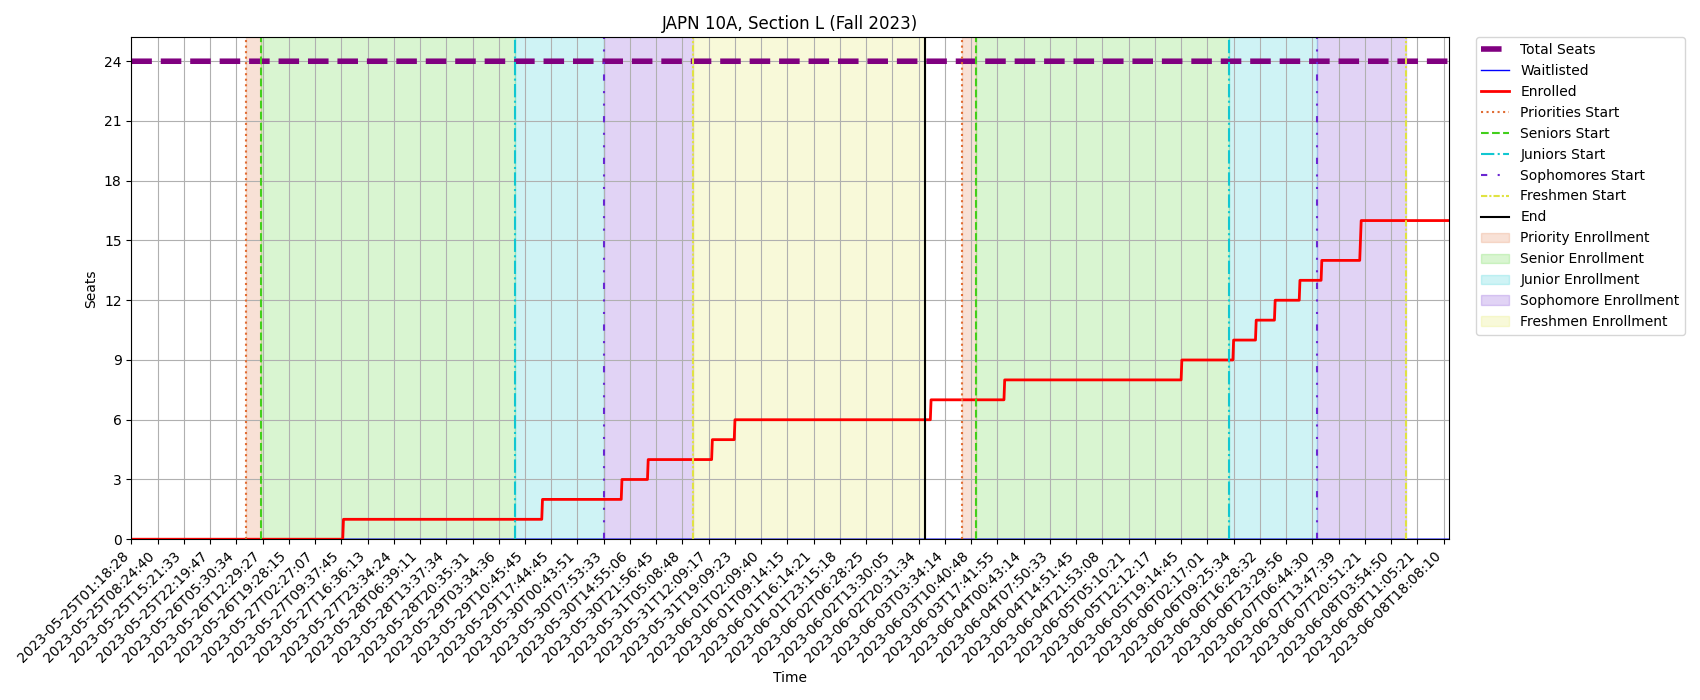 JAPN 10A, Section L (Fall 2023)
Seats
24
21
18
15
12
9
6
3
0
2023-05-25T01:18:28
2023-05-25T08:24:40
2023-05-25T15:21:33
2023-05-25T22:19:47
2023-05-26T05:30:34
2023-05-26T12:29:27
2023-05-26T19:28:15
2023-05-27T02:27:07
2023-05-27T09:37:45
2023-05-27T16:36:13
2023-05-27T23:34:24
2023-05-28T06:39:11
2023-05-28T13:37:34
2023-05-28T20:35:31
2023-05-29T03:34:36
2023-05-29T10:45:45
2023-05-29T17:44:45
2023-05-30T00:43:51
2023-05-30T07:53:33
2023-05-30T14:55:06
2023-05-30T21:56:45
2023-05-31T05:08:48
2023-05-31T12:09:17
2023-05-31T19:09:23
2023-06-01T02:09:40
2023-06-01T09:14:15
2023-06-01T16:14:21
2023-06-01T23:15:18
2023-06-02T06:28:25
2023-06-02T13:30:05
2023-06-02T20:31:34
2023-06-03T03:34:14
2023-06-03T10:40:48
2023-06-03T17:41:55
2023-06-04T00:43:14
2023-06-04T07:50:33
2023-06-04T14:51:45
2023-06-04T21:53:08
2023-06-05T05:10:21
2023-06-05T12:12:17
2023-06-05T19:14:45
2023-06-06T02:17:01
2023-06-06T09:25:34
2023-06-06T16:28:32
2023-06-06T23:29:56
2023-06-07T06:44:30
2023-06-07T13:47:39
2023-06-07T20:51:21
2023-06-08T03:54:50
2023-06-08T11:05:21
2023-06-08T18:08:10
Time
Total Seats
Waitlisted
Enrolled
Priorities Start
Seniors Start
Juniors Start
Sophomores Start
Freshmen Start
End
Priority Enrollment
Senior Enrollment
Junior Enrollment
Sophomore Enrollment
Freshmen Enrollment